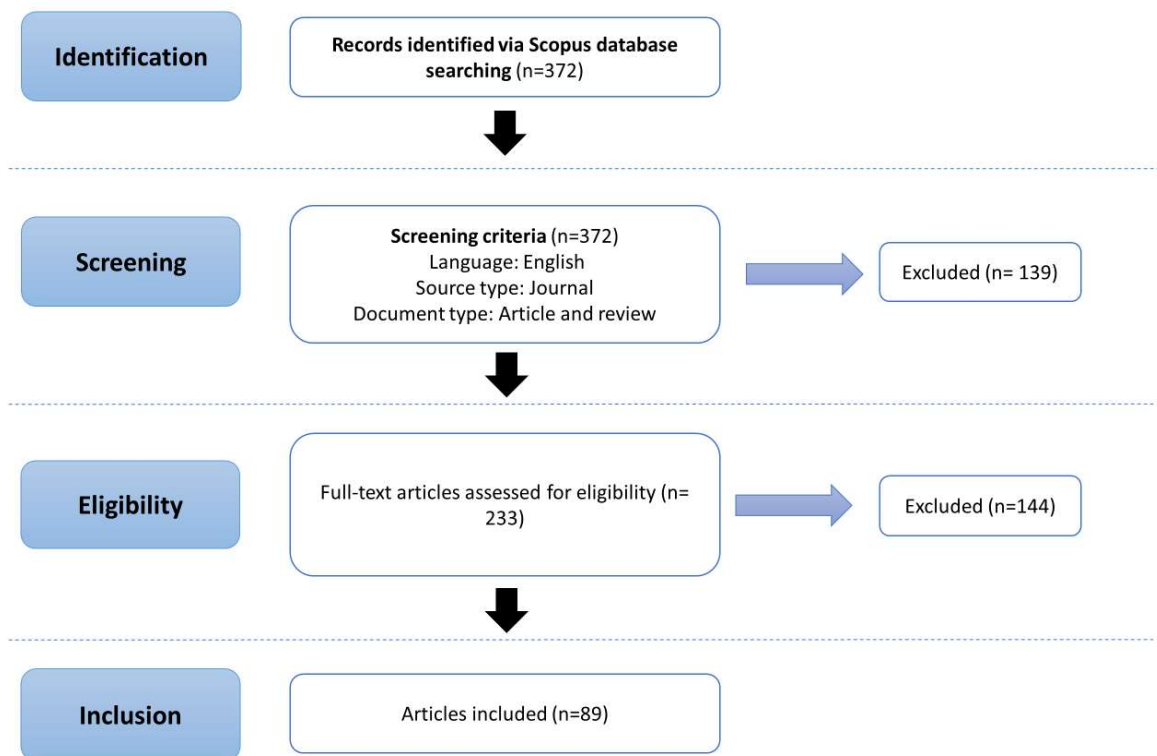 Identification
Records identified via Scopus database
searching (n=372)
Screening
Screening criteria (n=372)
Language: English
Source type: Journal
Document type: Article and review
Excluded (n= 139)
Eligibility
Full-text articles assessed for eligibility (n=
233)
Excluded (n=144)
Inclusion
Articles included (n=89)